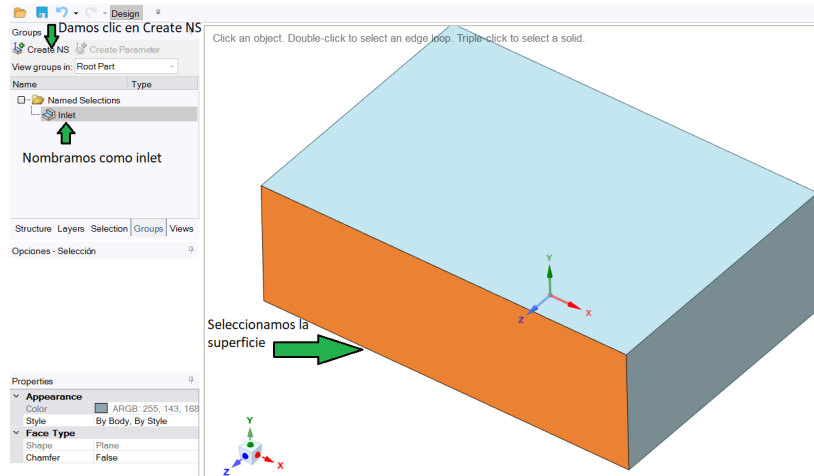 Design
Groups
Damos clic en Create NS
Create NS
Create Parameter
View groups in: Root Part
Name
Type
Named Selections
Inlet
Nombramos como inlet
Structure
Layers
Selection
Groups
Views
Opciones - Selección
Properties
Appearance
Color
ARGB: 255, 143, 168
Style
By Body, By Style
Face Type
Shape
Plane
Chamfer
False
Click an object. Double-click to select an edge loop. Triple-click to select a solid.
Y
X
Z
Seleccionamos la
superficie
Y
X
Z